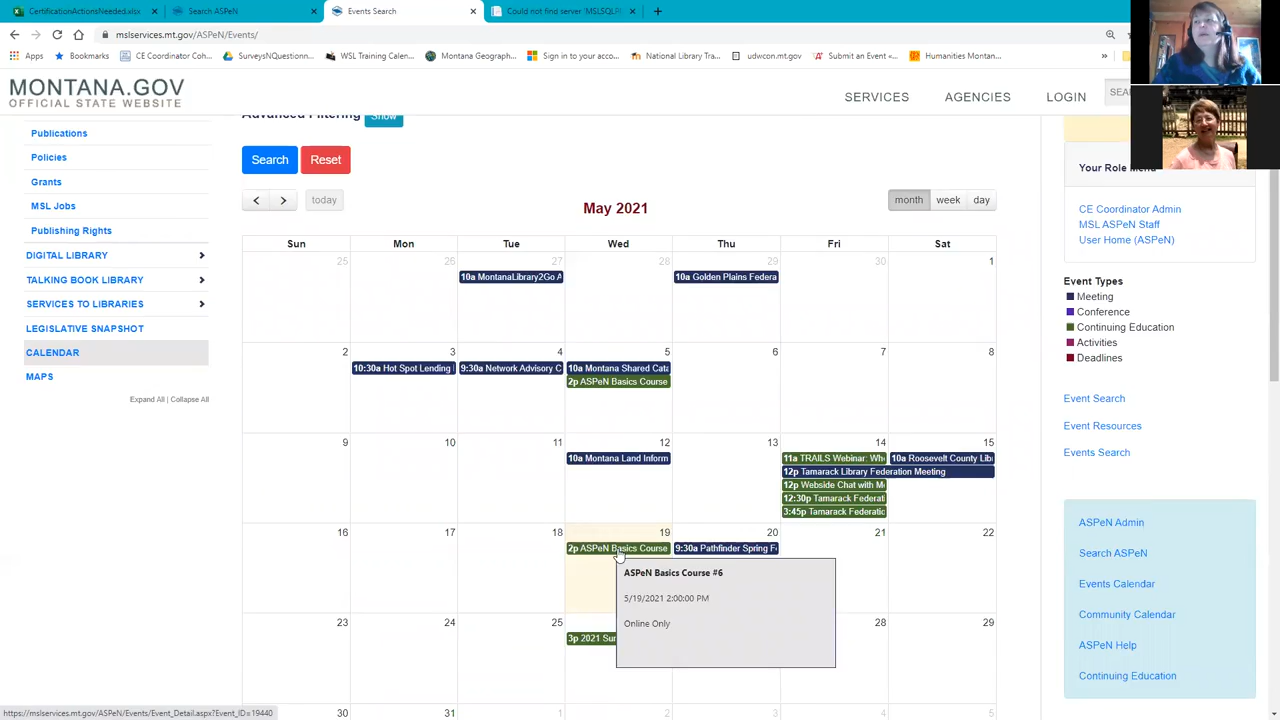 CertificationActionsNeeded.xlsx
Search ASPeN
Events Search
Could not find server 'MSLSQLP
mslservices.mt.gov/ASPeN/Events/
Apps
Bookmarks
CE Coordinator Coh...
SurveysNQuestionn...
WSL Training Calen...
Montana Geograph...
Sign in to your acco...
National Library Tra...
udwcon.mt.gov
Submit an Event «...
Humanities Montan...
MONTANA.GOV
OFFICIAL STATE WEBSITE
SERVICES
AGENCIES
LOGIN
SEA
Publications
Policies
Grants
MSL Jobs
Publishing Rights
DIGITAL LIBRARY
TALKING BOOK LIBRARY
SERVICES TO LIBRARIES
LEGISLATIVE SNAPSHOT
CALENDAR
MAPS
Expand All | Collapse All
Advanced Filtering Show
Search Reset
today
May 2021
month week day
Sun Mon Tue Wed Thu Fri Sat
25 26 27 28 29 30 1
10a MontanaLibrary2Go A
10a Golden Plains Federa
2 3 4 5 6 7 8
10:30a Hot Spot Lending
9:30a Network Advisory C
10a Montana Shared Cata
2p ASPeN Basics Course
9 10 11 12 13 14 15
10a Montana Land Inform
11a TRAILS Webinar: Wh
10a Roosevelt County Lib
12p Tamarack Library Federation Meeting
12p Webside Chat with M
12:30p Tamarack Federati
3:45p Tamarack Federatio
16 17 18 19 20 21 22
2p ASPeN Basics Course
9:30a Pathfinder Spring F
ASPeN Basics Course #6
5/19/2021 2:00:00 PM
Online Only
23 24 25 28 29
3p 2021 Sum
30 31 1 2 3 4 5
Your Role Menu
CE Coordinator Admin
MSL ASPeN Staff
User Home (ASPeN)
Event Types
Meeting
Conference
Continuing Education
Activities
Deadlines
Event Search
Event Resources
Events Search
ASPeN Admin
Search ASPeN
Events Calendar
Community Calendar
ASPeN Help
Continuing Education
https://mslservices.mt.gov/ASPeN/Events/Event_Detail.aspx?Event_ID=19440